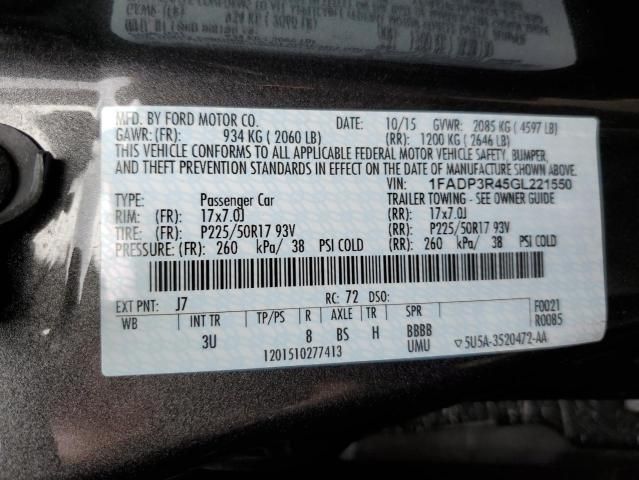 MFD. BY FORD MOTOR CO. DATE: 10/15 GVWR: 2085 KG ( 4597 LB)
GAWR: (FR): 934 KG ( 2060 LB) (RR): 1200 KG ( 2646 LB)
THIS VEHICLE CONFORMS TO ALL APPLICABLE FEDERAL MOTOR VEHICLE SAFETY, BUMPER,
AND THEFT PREVENTION STANDARDS IN EFFECT ON THE DATE OF MANUFACTURE SHOWN ABOVE.
VIN: 1FADP3R45GL221550
TYPE: Passenger Car TRAILER TOWING - SEE OWNER GUIDE
RIM: (FR): 17x7.0J (RR): 17x7.0J
TIRE: (FR): P225/50R17 93V (RR): P225/50R17 93V
PRESSURE: (FR): 260 kPa/ 38 PSI COLD (RR): 260 kPa/ 38 PSI COLD
EXT PNT: J7 RC: 72 DSO:
WB INT TR TP/PS R AXLE TR SPR F0021
R0085
3U 8 BS H BBBB
UMU ▽5U5A-3520472-AA
1201510277413